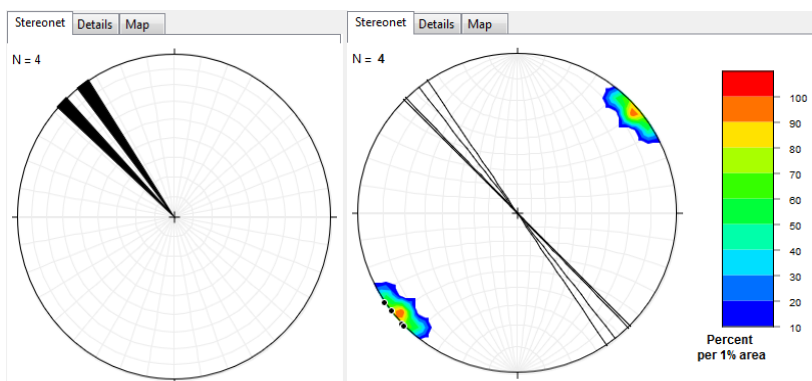 Stereonet Details Map
N = 4
Stereonet Details Map
N = 4
100
90
80
70
60
50
40
30
20
10
Percent
per 1% area